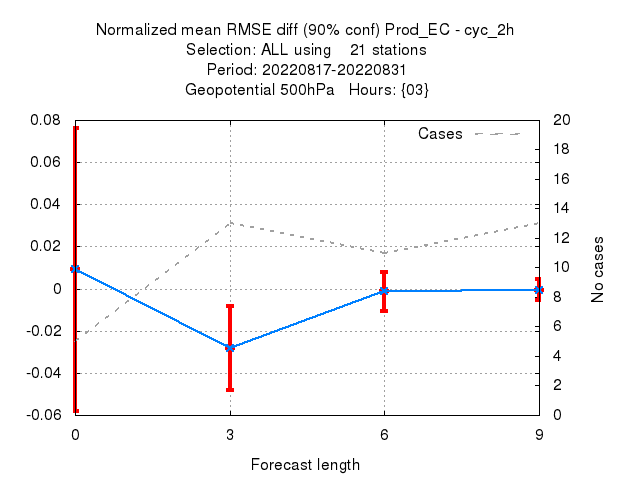 Normalized mean RMSE diff (90% conf) Prod_EC - cyc_2h
Selection: ALL using    21 stations
Period: 20220817-20220831
Geopotential 500hPa   Hours: {03}
Cases
0.08
0.06
0.04
0.02
0
-0.02
-0.04
-0.06
20
18
16
14
12
10
8
6
4
2
0
No cases
0 3 6 9
Forecast length